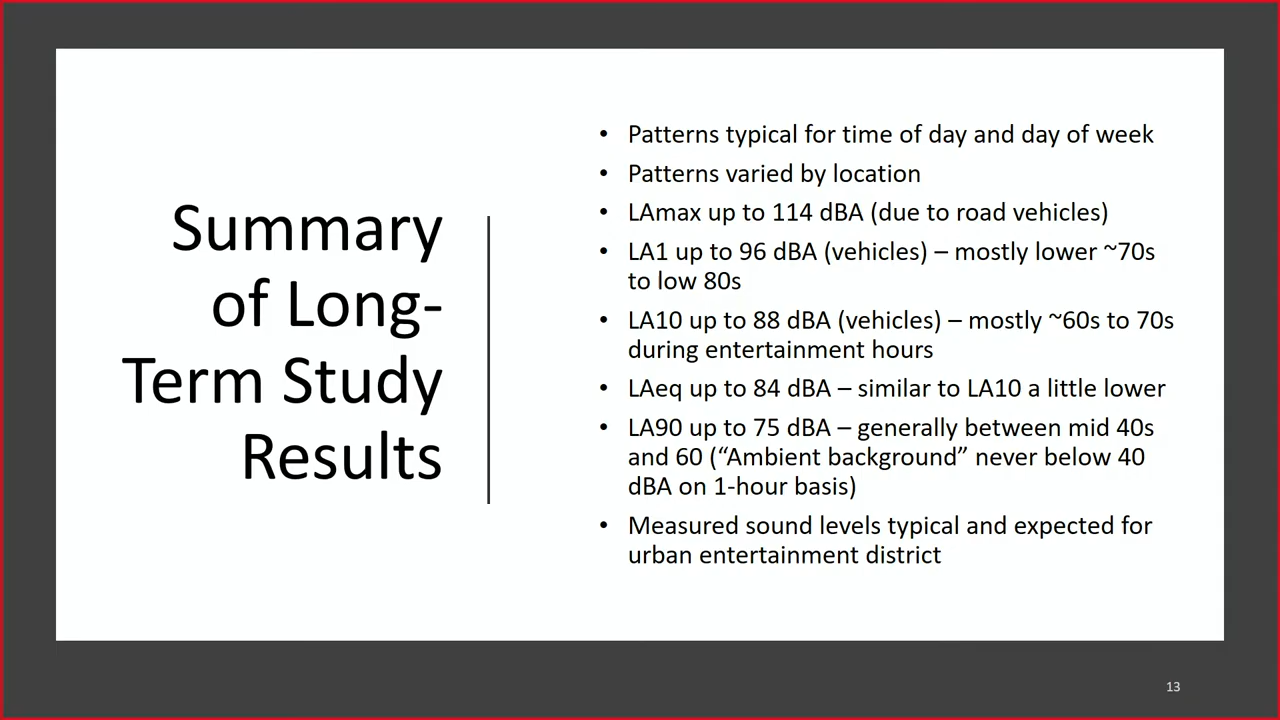 Summary
of Long-
Term Study
Results
• Patterns typical for time of day and day of week
• Patterns varied by location
• LAmax up to 114 dBA (due to road vehicles)
• LA1 up to 96 dBA (vehicles) – mostly lower ~70s
to low 80s
• LA10 up to 88 dBA (vehicles) – mostly ~60s to 70s
during entertainment hours
• LAeq up to 84 dBA – similar to LA10 a little lower
• LA90 up to 75 dBA – generally between mid 40s
and 60 (“Ambient background” never below 40
dBA on 1-hour basis)
• Measured sound levels typical and expected for
urban entertainment district
13